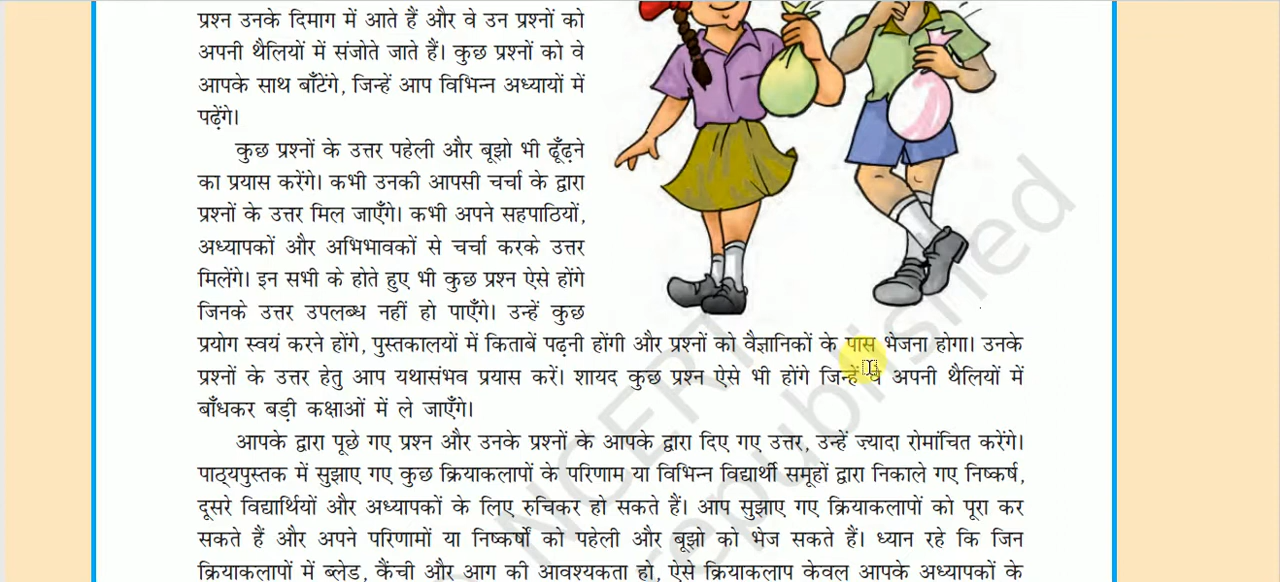 प्रश्न उनके दिमाग में आते हैं और वे उन प्रश्नों को
अपनी थैलियों में संजोते जाते हैं। कुछ प्रश्नों को वे
आपके साथ बाँटेंगे, जिन्हें आप विभिन्न अध्यायों में
पढ़ेंगे।
कुछ प्रश्नों के उत्तर पहेली और बूझो भी ढूँढ़ने
का प्रयास करेंगे। कभी उनकी आपसी चर्चा के द्वारा
प्रश्नों के उत्तर मिल जाएँगे। कभी अपने सहपाठियों,
अध्यापकों और अभिभावकों से चर्चा करके उत्तर
मिलेंगे। इन सभी के होते हुए भी कुछ प्रश्न ऐसे होंगे
जिनके उत्तर उपलब्ध नहीं हो पाएँगे। उन्हें कुछ
प्रयोग स्वयं करने होंगे, पुस्तकालयों में किताबें पढ़नी होंगी और प्रश्नों को वैज्ञानिकों के पास भेजना होगा। उनके
प्रश्नों के उत्तर हेतु आप यथासंभव प्रयास करें। शायद कुछ प्रश्न ऐसे भी होंगे जिन्हें वे अपनी थैलियों में
बाँधकर बड़ी कक्षाओं में ले जाएँगे।
आपके द्वारा पूछे गए प्रश्न और उनके प्रश्नों के आपके द्वारा दिए गए उत्तर, उन्हें ज़्यादा रोमांचित करेंगे।
पाठ्यपुस्तक में सुझाए गए कुछ क्रियाकलापों के परिणाम या विभिन्न विद्यार्थी समूहों द्वारा निकाले गए निष्कर्ष,
दूसरे विद्यार्थियों और अध्यापकों के लिए रुचिकर हो सकते हैं। आप सुझाए गए क्रियाकलापों को पूरा कर
सकते हैं और अपने परिणामों या निष्कर्षों को पहेली और बूझो को भेज सकते हैं। ध्यान रहे कि जिन
क्रियाकलापों में ब्लेड, कैंची और आग की आवश्यकता हो, ऐसे क्रियाकलाप केवल आपके अध्यापकों के
NCERT
republished
republished